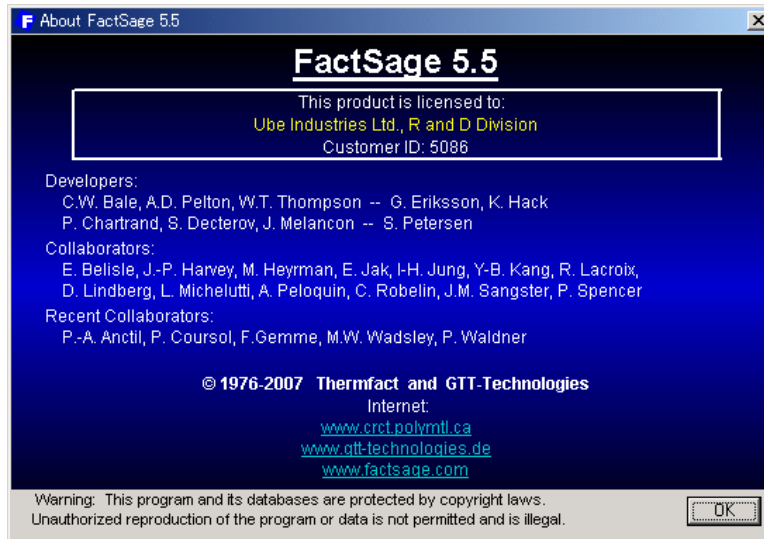 About FactSage 5.5
FactSage 5.5
This product is licensed to:
Ube Industries Ltd., R and D Division
Customer ID: 5086
Developers:
C.W. Bale, A.D. Pelton, W.T. Thompson -- G. Eriksson, K. Hack
P. Chartrand, S. Decterov, J. Melancon -- S. Petersen
Collaborators:
E. Belisle, J.-P. Harvey, M. Heyrman, E. Jak, I-H. Jung, Y-B. Kang, R. Lacroix,
D. Lindberg, L. Michelutti, A. Peloquin, C. Robelin, J.M. Sangster, P. Spencer
Recent Collaborators:
P.-A. Anctil, P. Coursol, F.Gemme, M.W. Wadsley, P. Waldner
© 1976-2007 Thermfact and GTT-Technologies
Internet:
www.crct.polymtl.ca
www.gtt-technologies.de
www.factsage.com
Warning: This program and its databases are protected by copyright laws.
Unauthorized reproduction of the program or data is not permitted and is illegal.
OK